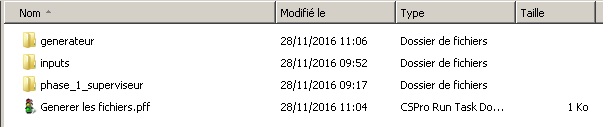 Nom Modifié le Type Taille
generateur 28/11/2016 11:06 Dossier de fichiers
inputs 28/11/2016 09:52 Dossier de fichiers
phase_1_superviseur 28/11/2016 09:17 Dossier de fichiers
Generer les fichiers.pff 28/11/2016 11:04 CSPro Run Task Do... 1 Ko